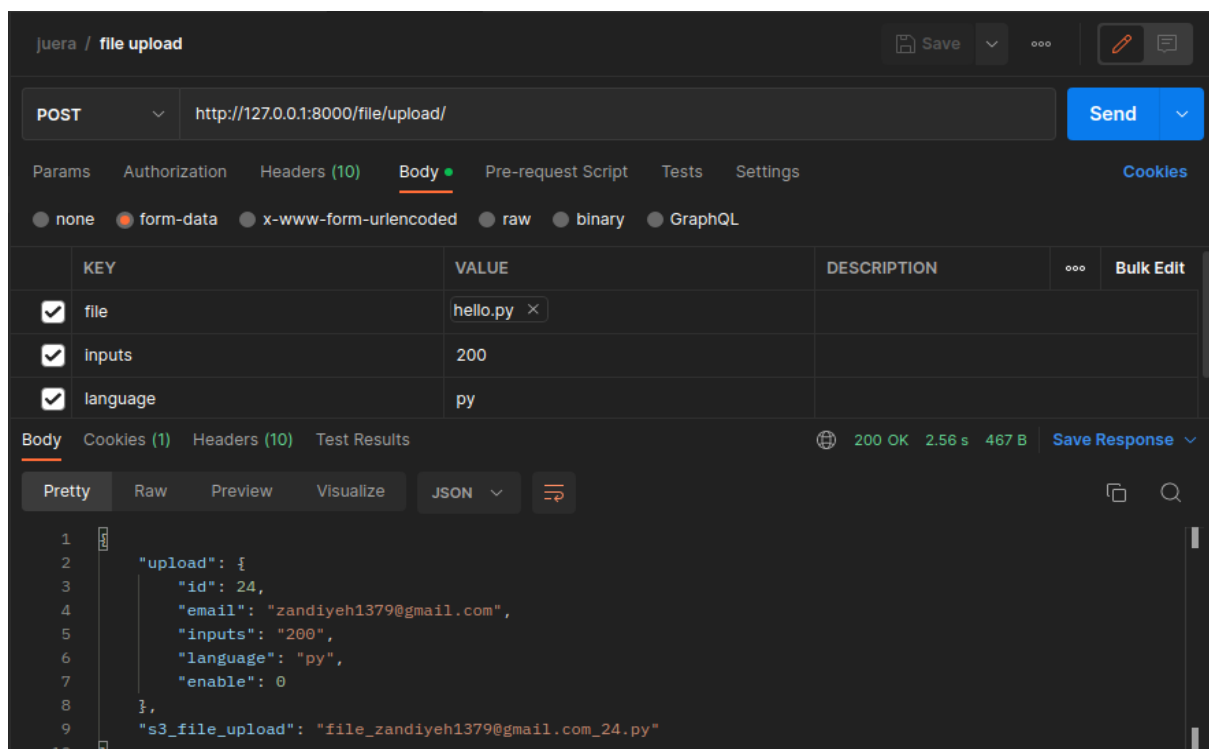 juera / file upload
Save
POST
http://127.0.0.1:8000/file/upload/
Send
Params Authorization Headers (10) Body Pre-request Script Tests Settings Cookies
none form-data x-www-form-urlencoded raw binary GraphQL
KEY VALUE DESCRIPTION Bulk Edit
file hello.py
inputs 200
language py
Body Cookies (1) Headers (10) Test Results 200 OK 2.56 s 467 B Save Response
Pretty Raw Preview Visualize JSON
1 {
2 "upload": {
3 "id": 24,
4 "email": "zandiyeh1379@gmail.com",
5 "inputs": "200",
6 "language": "py",
7 "enable": 0
8 },
9 "s3_file_upload": "file_zandiyeh1379@gmail.com_24.py"